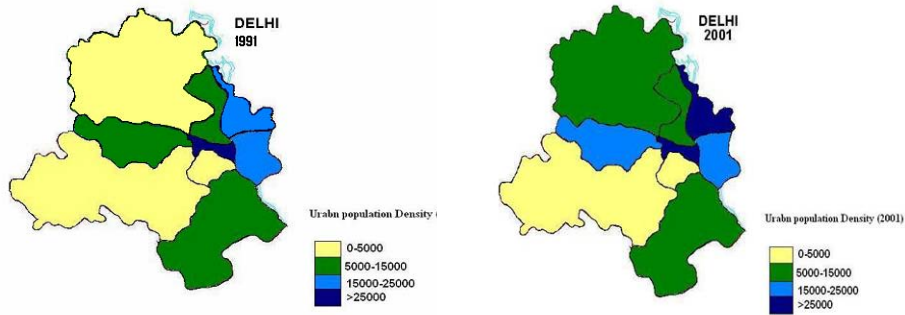 DELHI
1991
Urabn population Density (
0-5000
5000-15000
15000-25000
>25000
DELHI
2001
Urabn population Density (2001)
0-5000
5000-15000
15000-25000
>25000